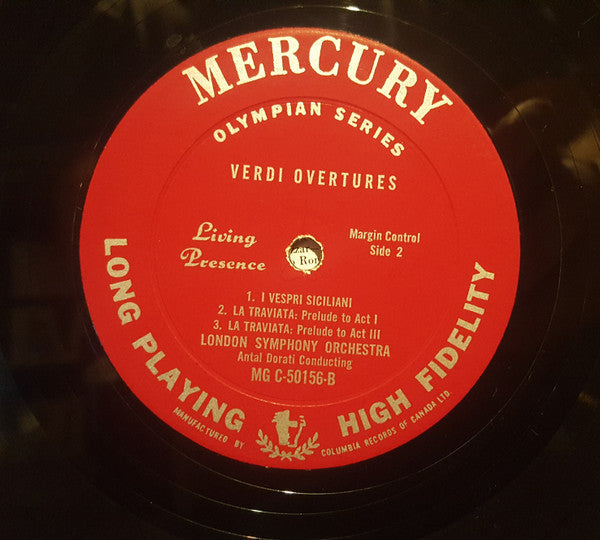 MERCURY
OLYMPIAN SERIES
VERDI OVERTURES
Living
Presence
Margin Control
Side 2
1. I VESPRI SICILIANI
2. LA TRAVIATA: Prelude to Act I
3. LA TRAVIATA: Prelude to Act III
LONDON SYMPHONY ORCHESTRA
Antal Dorati Conducting
MG C-50156-B
LONG PLAYING
HIGH FIDELITY
MANUFACTURED BY
COLUMBIA RECORDS OF CANADA LTD.